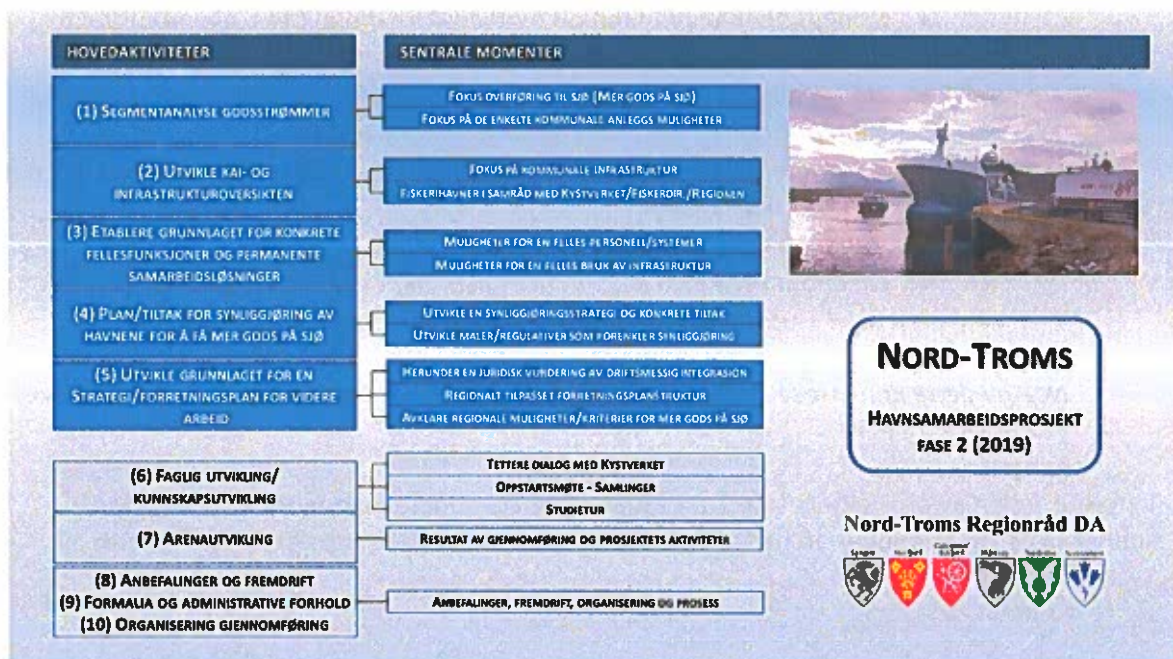 HOVEDAKTIVITETER
SENTRALE MOMENTER
(1) SEGMENTANALYSE GODSSTRØMMER
FOKUS OVERFØRING TIL SJØ (MER GODS PÅ SJØ)
FOKUS PÅ DE ENKELTE KOMMUNALE ANLEGGS MULIGHETER
(2) UTVIKLE KAI- OG
INFRASTRUKTUROVERSIKTEN
FOKUS PÅ KOMMUNALE INFRASTRUKTUR
FISKERIHAVNER I SAMRÅD MED KYSTVERKET/FISKERDIR./REGIONEN
(3) ETABLERE GRUNNLAGET FOR KONKRETE
FELLESFUNKSJONER OG PERMANENTE
SAMARBEIDSLØSNINGER
MULIGHETER FOR EN FELLES PERSONELL/SYSTEMER
MULIGHETER FOR EN FELLES BRUK AV INFRASTRUKTUR
(4) PLAN/TILTAK FOR SYNLIGGJØRING AV
HAVNENE FOR Å FÅ MER GODS PÅ SJØ
UTVIKLE EN SYNLIGGJØRINGSSTRATEGI OG KONKRETE TILTAK
UTVIKLE MALER/REGULATIVER SOM FORENKLER SYNLIGGJØRING
(5) UTVIKLE GRUNNLAGET FOR EN
STRATEGI/FORRETNINGSPLAN FOR VIDERE
ARBEID
HERUNDER EN JURIDISK VURDERING AV DRIFTSMESSIG INTEGRASJON
REGIONALT TILPASSET FORRETNINGSPLANSTRUKTUR
AVKLARE REGIONALE MULIGHETER/KRITERIER FOR MER GODS PÅ SJØ
(6) FAGLIG UTVIKLING/
KUNNSKAPSUTVIKLING
TETTERE DIALOG MED KYSTVERKET
OPPSTARTSMØTE - SAMLINGER
STUDIETUR
(7) ARENAUTVIKLING
RESULTAT AV GJENNOMFØRING OG PROSJEKTETS AKTIVITETER
(8) ANBEFALINGER OG FREMDRIFT
(9) FORMALIA OG ADMINISTRATIVE FORHOLD
(10) ORGANISERING GJENNOMFØRING
ANBEFALINGER, FREMDRIFT, ORGANISERING OG PROSESS
NORD-TROMS
HAVNSAMARBEIDSPROSJEKT
FASE 2 (2019)
Nord-Troms Regionråd DA